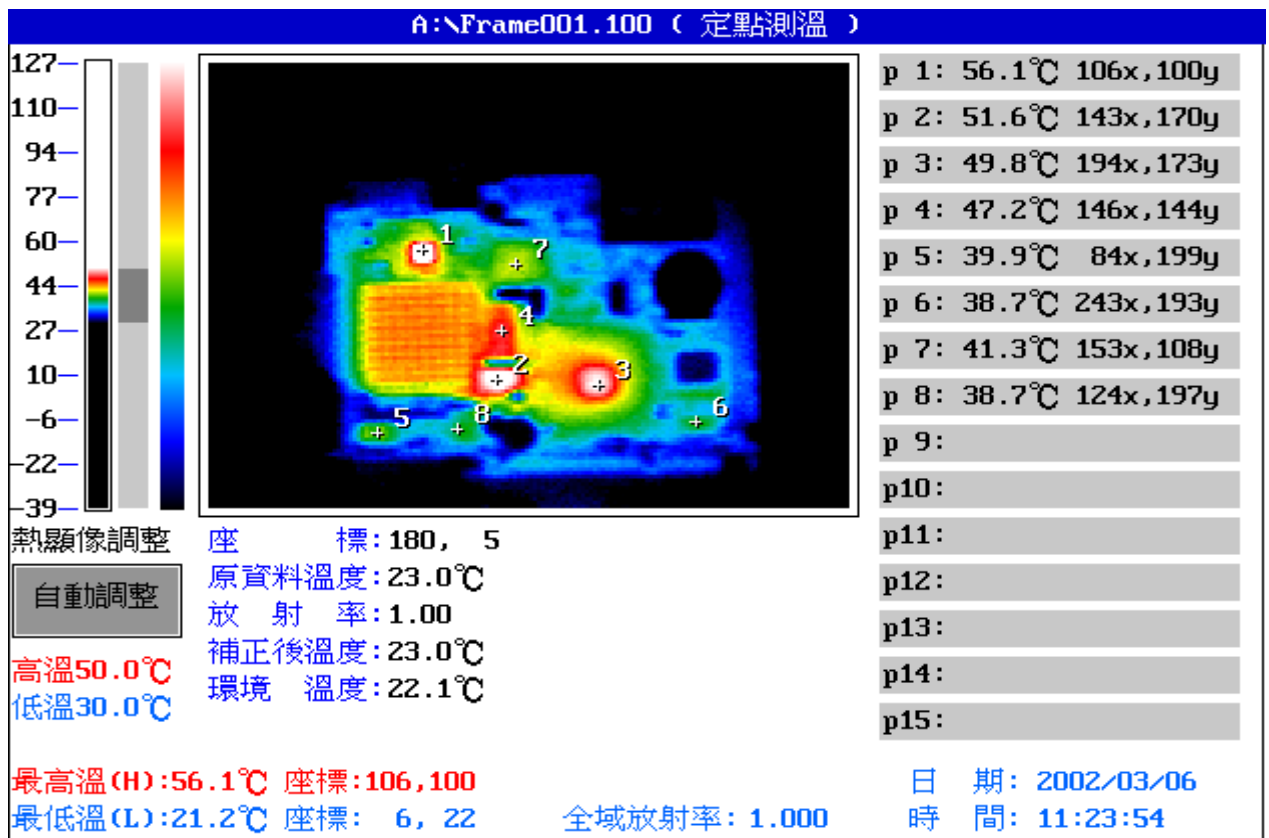 A:\Frame001.100 ( 定點測溫 )
127
110
94
77
60
44
27
10
-6
-22
-39
熱顯像調整
自動調整
高溫50.0℃
低溫30.0℃
1
7
4
2
3
5
8
6
座 標:180, 5
原資料溫度:23.0℃
放 射 率:1.00
補正後溫度:23.0℃
環境 溫度:22.1℃
p 1: 56.1℃ 106x,100y
p 2: 51.6℃ 143x,170y
p 3: 49.8℃ 194x,173y
p 4: 47.2℃ 146x,144y
p 5: 39.9℃ 84x,199y
p 6: 38.7℃ 243x,193y
p 7: 41.3℃ 153x,108y
p 8: 38.7℃ 124x,197y
p 9:
p10:
p11:
p12:
p13:
p14:
p15:
最高溫(H):56.1℃ 座標:106,100
最低溫(L):21.2℃ 座標: 6, 22 全域放射率: 1.000
日 期: 2002/03/06
時 間: 11:23:54